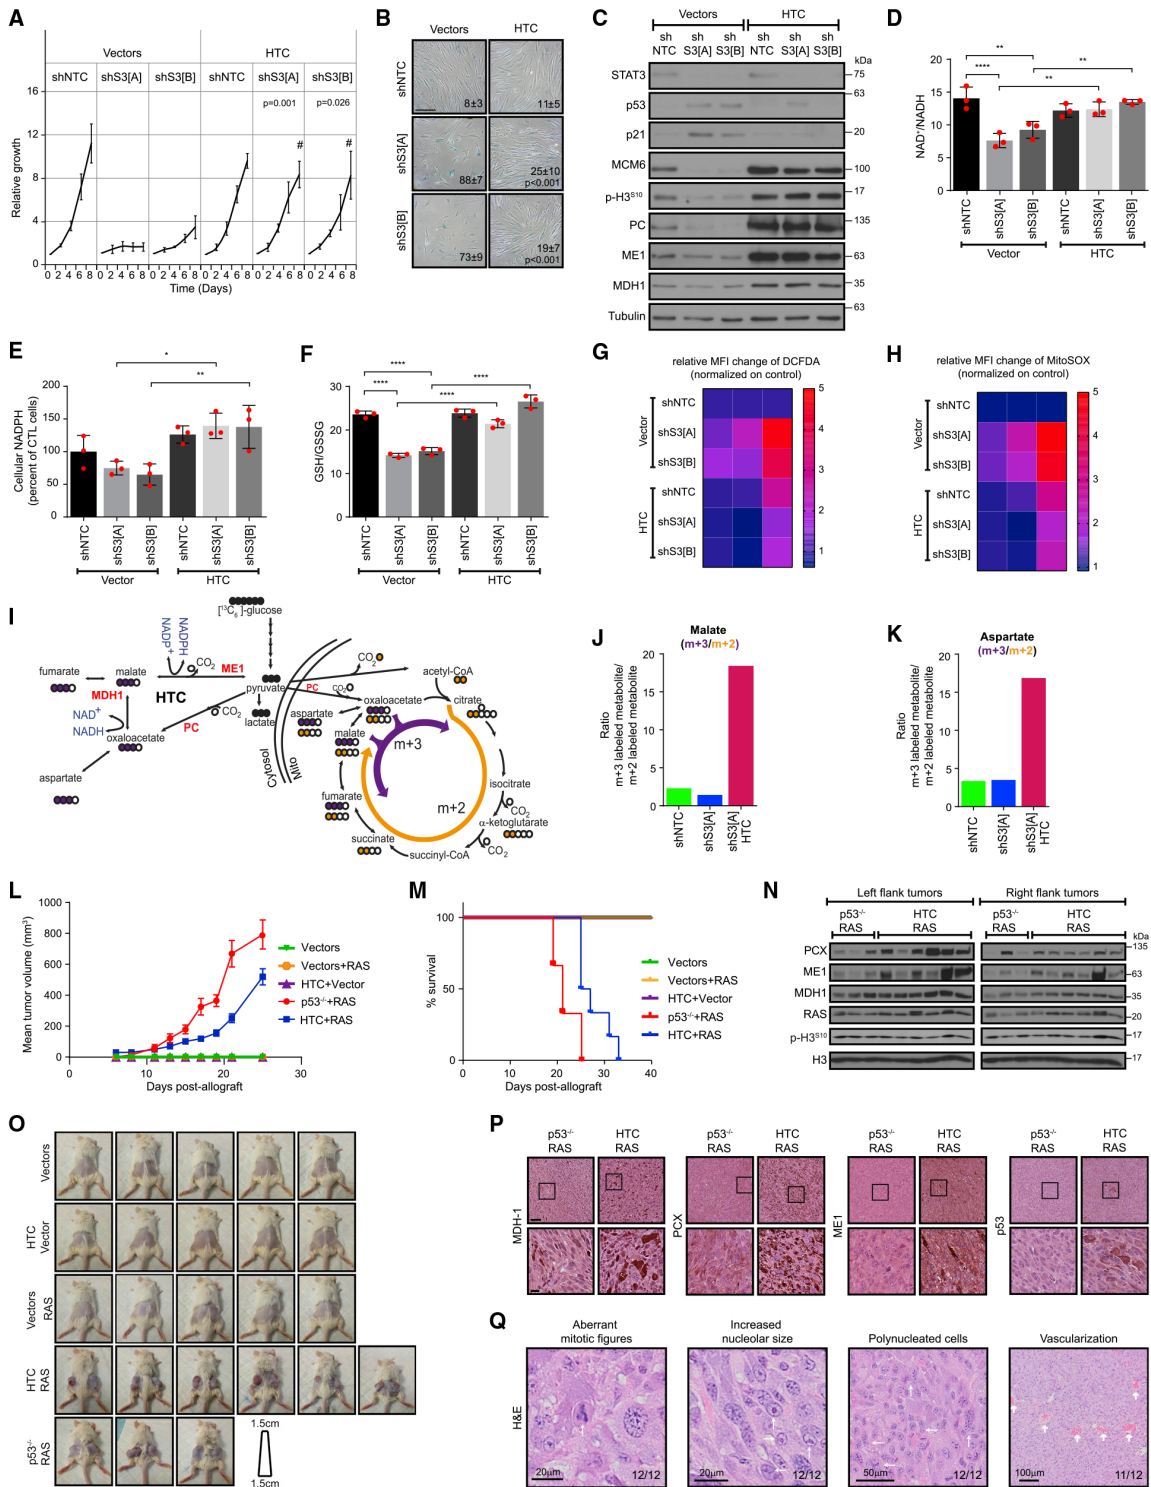 A
Vectors
HTC
shNTC
shS3[A]
shS3[B]
shNTC
shS3[A]
shS3[B]
p=0.001
p=0.026
#
#
Relative growth
16
12
8
4
0
0 2 4 6 8
0 2 4 6 8
0 2 4 6 8
0 2 4 6 8
0 2 4 6 8
0 2 4 6 8
Time (Days)
B
Vectors
HTC
shNTC
8±3
11±5
shS3[A]
88±7
25±10
p<0.001
shS3[B]
73±9
19±7
p<0.001
C
Vectors
HTC
sh NTC
sh S3[A]
sh S3[B]
sh NTC
sh S3[A]
sh S3[B]
kDa
STAT3
75
63
p53
p21
20
MCM6
100
p-H3S10
17
PC
135
ME1
63
MDH1
35
63
Tubulin
D
NAD+/NADH
20
15
10
5
0
**
****
**
**
shNTC
shS3[A]
shS3[B]
shNTC
shS3[A]
shS3[B]
Vector
HTC
E
Cellular NADPH
(percent of CTL cells)
200
150
100
50
0
*
**
shNTC
shS3[A]
shS3[B]
shNTC
shS3[A]
shS3[B]
Vector
HTC
F
GSH/GSSG
30
20
10
0
****
****
****
****
shNTC
shS3[A]
shS3[B]
shNTC
shS3[A]
shS3[B]
Vector
HTC
G
relative MFI change of DCFDA
(normalized on control)
Vector
HTC
shNTC
shS3[A]
shS3[B]
shNTC
shS3[A]
shS3[B]
5
4
3
2
1
H
relative MFI change of MitoSOX
(normalized on control)
Vector
HTC
shNTC
shS3[A]
shS3[B]
shNTC
shS3[A]
shS3[B]
5
4
3
2
1
I
[13C6]-glucose
NADP+
NADPH
CO2
ME1
fumarate
malate
HTC
MDH1
NAD+
NADH
oxaloacetate
PC
CO2
aspartate
pyruvate
lactate
Cytosol
Mito
PC
CO2
CO2
acetyl-CoA
oxaloacetate
citrate
aspartate
malate
m+3
m+2
fumarate
succinate
succinyl-CoA
isocitrate
CO2
α-ketoglutarate
CO2
J
Malate
(m+3/m+2)
Ratio
m+3 labeled metabolite/
m+2 labeled metabolite
20
15
10
5
0
shNTC
shS3[A]
shS3[A]
HTC
K
Aspartate
(m+3/m+2)
Ratio
m+3 labeled metabolite/
m+2 labeled metabolite
20
15
10
5
0
shNTC
shS3[A]
shS3[A]
HTC
L
Mean tumor volume (mm3)
1000
800
600
400
200
0
0 10 20 30
Days post-allograft
Vectors
Vectors+RAS
HTC+Vector
p53-/-+RAS
HTC+RAS
M
% survival
100
50
0
0 10 20 30 40
Days post-allograft
Vectors
Vectors+RAS
HTC+Vector
p53-/-+RAS
HTC+RAS
N
Left flank tumors
Right flank tumors
p53-/-
RAS
HTC
RAS
p53-/-
RAS
HTC
RAS
kDa
PCX
135
ME1
63
MDH1
35
RAS
20
p-H3S10
17
H3
17
O
Vectors
HTC
Vector
Vectors
RAS
HTC
RAS
p53-/-
RAS
1.5cm
1.5cm
P
p53-/-
RAS
HTC
RAS
p53-/-
RAS
HTC
RAS
p53-/-
RAS
HTC
RAS
p53-/-
RAS
HTC
RAS
MDH-1
PCX
ME1
p53
Q
Aberrant
mitotic figures
Increased
nucleolar size
Polynucleated cells
Vascularization
H&E
20μm
12/12
20μm
12/12
50μm
12/12
100μm
11/12